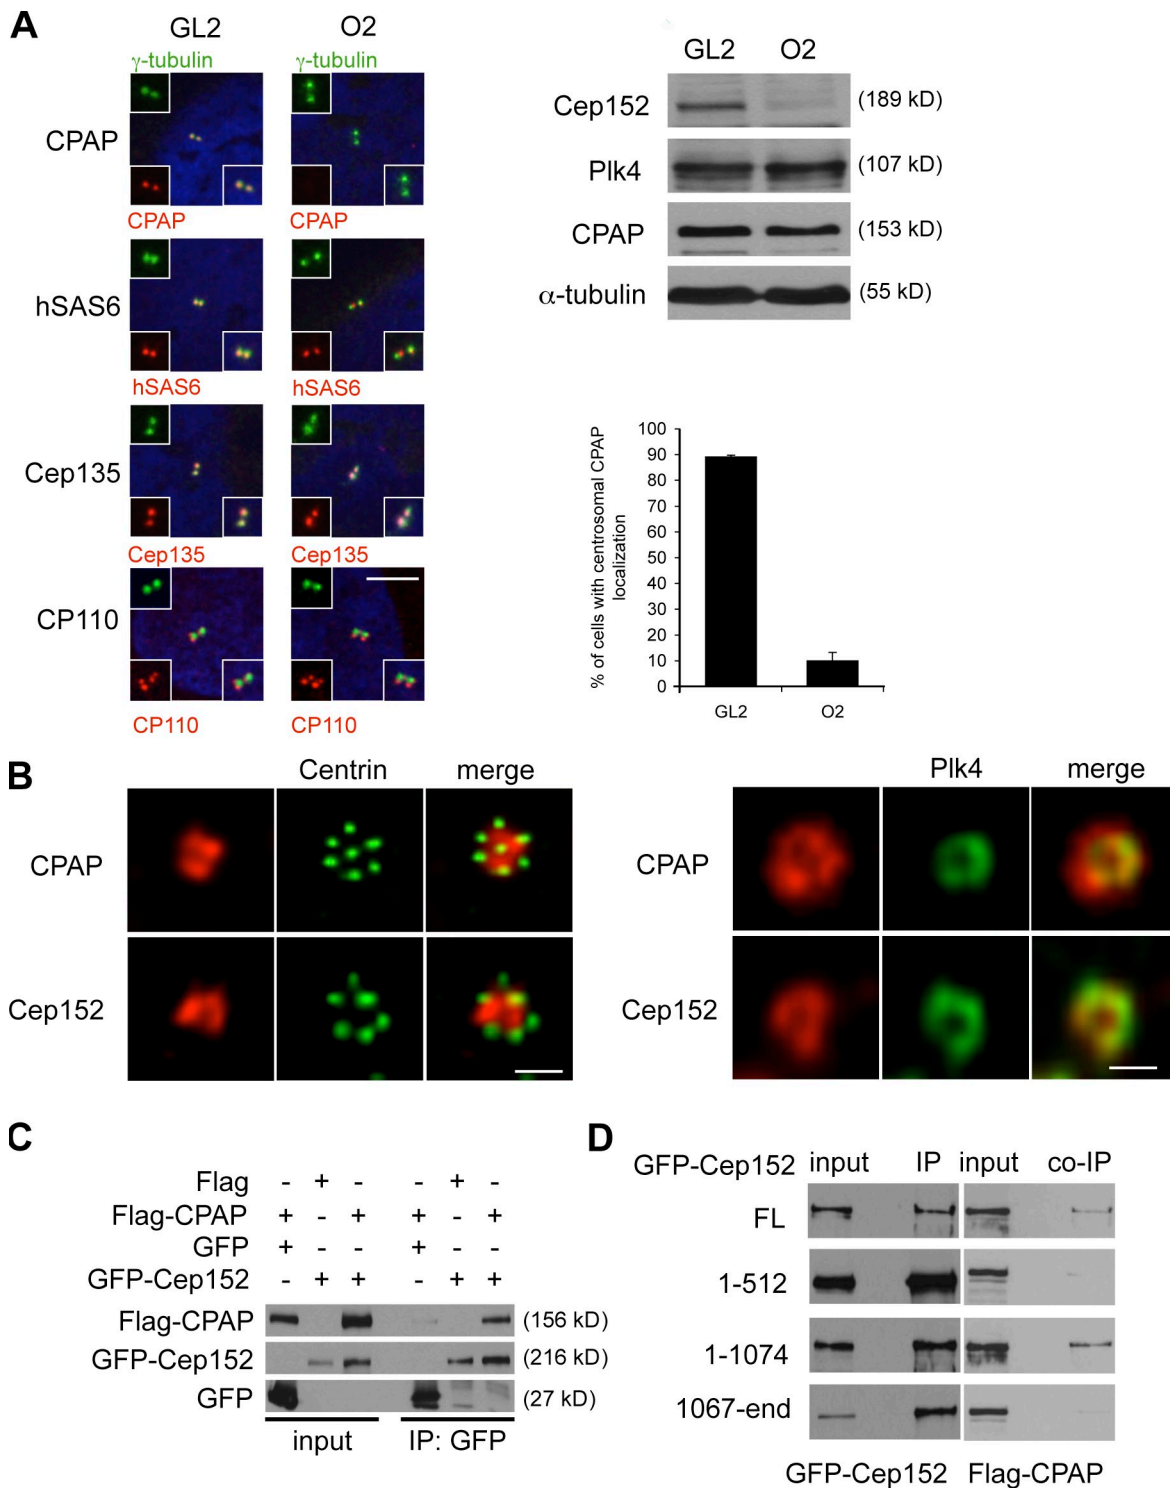 A
GL2 O2
γ-tubulin γ-tubulin
CPAP
CPAP CPAP
hSAS6
hSAS6 hSAS6
Cep135
Cep135 Cep135
CP110
CP110 CP110
GL2 O2
Cep152 (189 kD)
Plk4 (107 kD)
CPAP (153 kD)
α-tubulin (55 kD)
% of cells with centrosomal CPAP
localization
100
90
80
70
60
50
40
30
20
10
0
GL2 O2
B
Centrin merge
CPAP
Cep152
Plk4 merge
CPAP
Cep152
C
Flag - + - - + -
Flag-CPAP + - + + - +
GFP + - - + - -
GFP-Cep152 - + + - + +
Flag-CPAP (156 kD)
GFP-Cep152 (216 kD)
GFP (27 kD)
input IP: GFP
D
GFP-Cep152 input IP input co-IP
FL
1-512
1-1074
1067-end
GFP-Cep152 Flag-CPAP